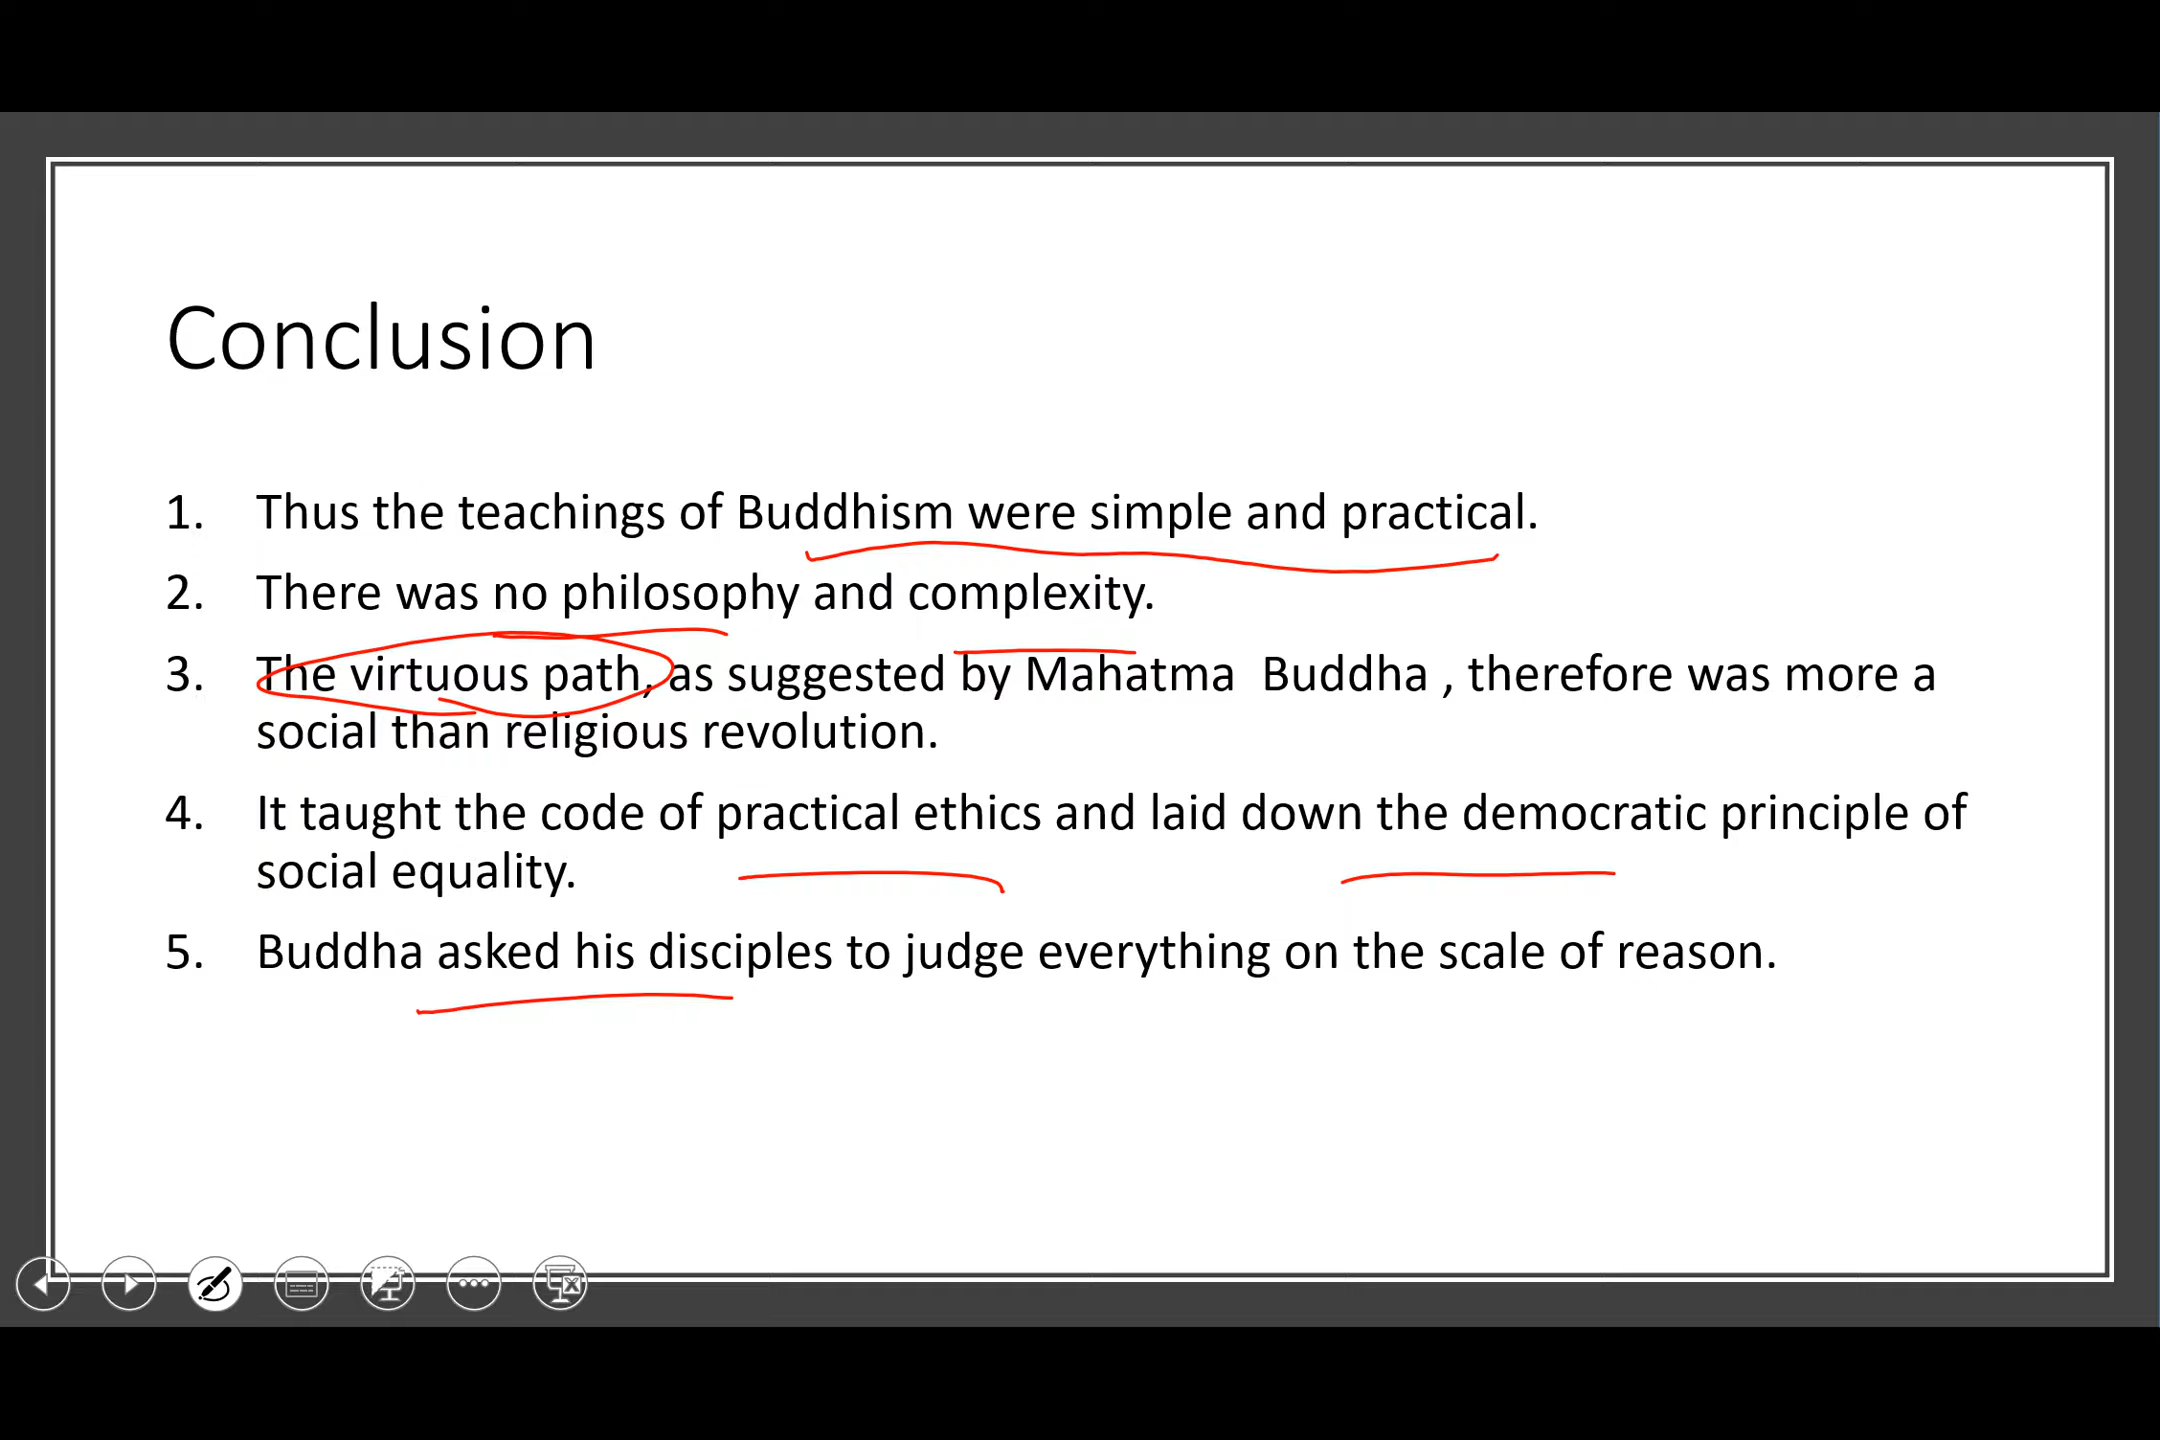 Conclusion
1. Thus the teachings of Buddhism were simple and practical.
2. There was no philosophy and complexity.
3. The virtuous path, as suggested by Mahatma  Buddha , therefore was more a
social than religious revolution.
4. It taught the code of practical ethics and laid down the democratic principle of
social equality.
5. Buddha asked his disciples to judge everything on the scale of reason.